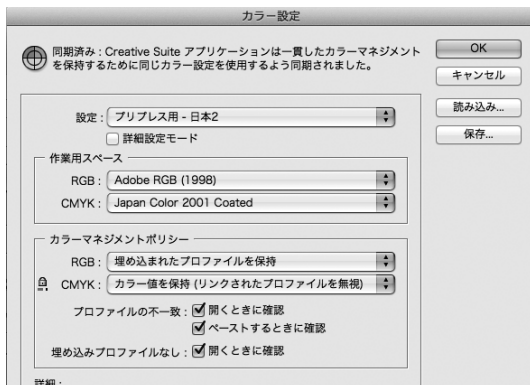 カラー設定
同期済み : Creative Suite アプリケーションは一貫したカラーマネジメント
を保持するために同じカラー設定を使用するよう同期されました。
OK
キャンセル
読み込み...
保存...
設定 : プリプレス用 - 日本2
詳細設定モード
作業用スペース
RGB : Adobe RGB (1998)
CMYK : Japan Color 2001 Coated
カラーマネジメントポリシー
RGB : 埋め込まれたプロファイルを保持
CMYK : カラー値を保持 (リンクされたプロファイルを無視)
プロファイルの不一致 : 開くときに確認
ペーストするときに確認
埋め込みプロファイルなし : 開くときに確認
詳細 :